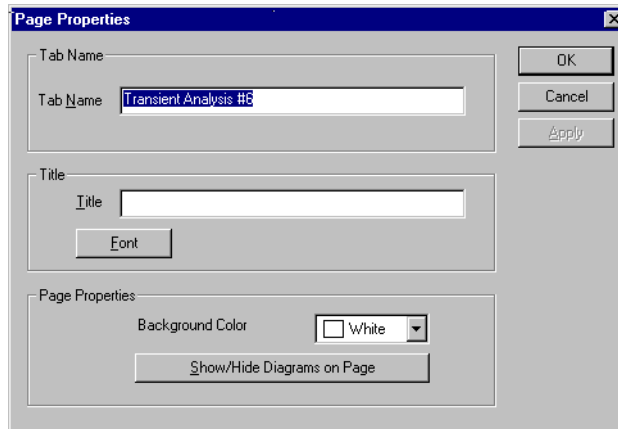 Page Properties
Tab Name
OK
Tab Name Transient Analysis #6
Cancel
Apply
Title
Title
Font
Page Properties
Background Color White
Show/Hide Diagrams on Page